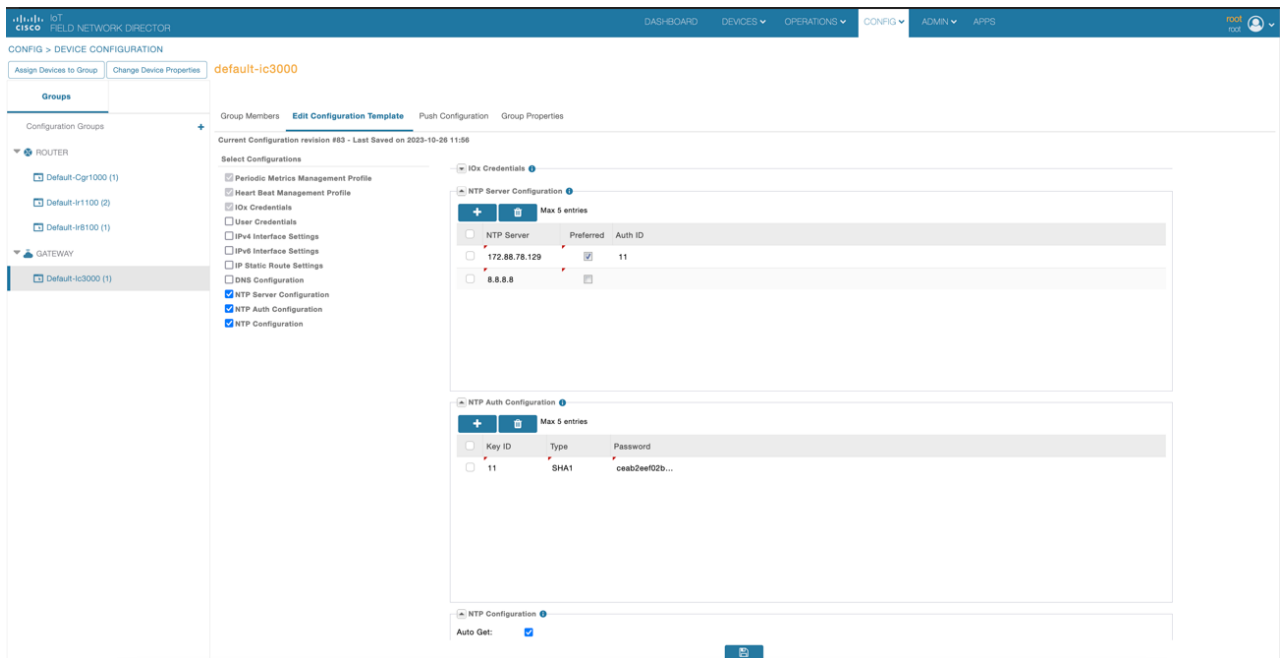 IoT
CISCO FIELD NETWORK DIRECTOR
DASHBOARD DEVICES OPERATIONS CONFIG ADMIN APPS
root
root
CONFIG > DEVICE CONFIGURATION
Assign Devices to Group Change Device Properties default-ic3000
Groups
Group Members Edit Configuration Template Push Configuration Group Properties
Configuration Groups +
Current Configuration revision #83 - Last Saved on 2023-10-26 11:56
ROUTER
Default-Cgr1000 (1)
Default-Ir1100 (2)
Default-Ir8100 (1)
GATEWAY
Default-Ic3000 (1)
Select Configurations
Periodic Metrics Management Profile
Heart Beat Management Profile
IOx Credentials
User Credentials
IPv4 Interface Settings
IPv6 Interface Settings
IP Static Route Settings
DNS Configuration
NTP Server Configuration
NTP Auth Configuration
NTP Configuration
IOx Credentials
NTP Server Configuration
+ Max 5 entries
NTP Server Preferred Auth ID
172.88.78.129 11
8.8.8.8
NTP Auth Configuration
+ Max 5 entries
Key ID Type Password
11 SHA1 ceab2eef02b...
NTP Configuration
Auto Get: